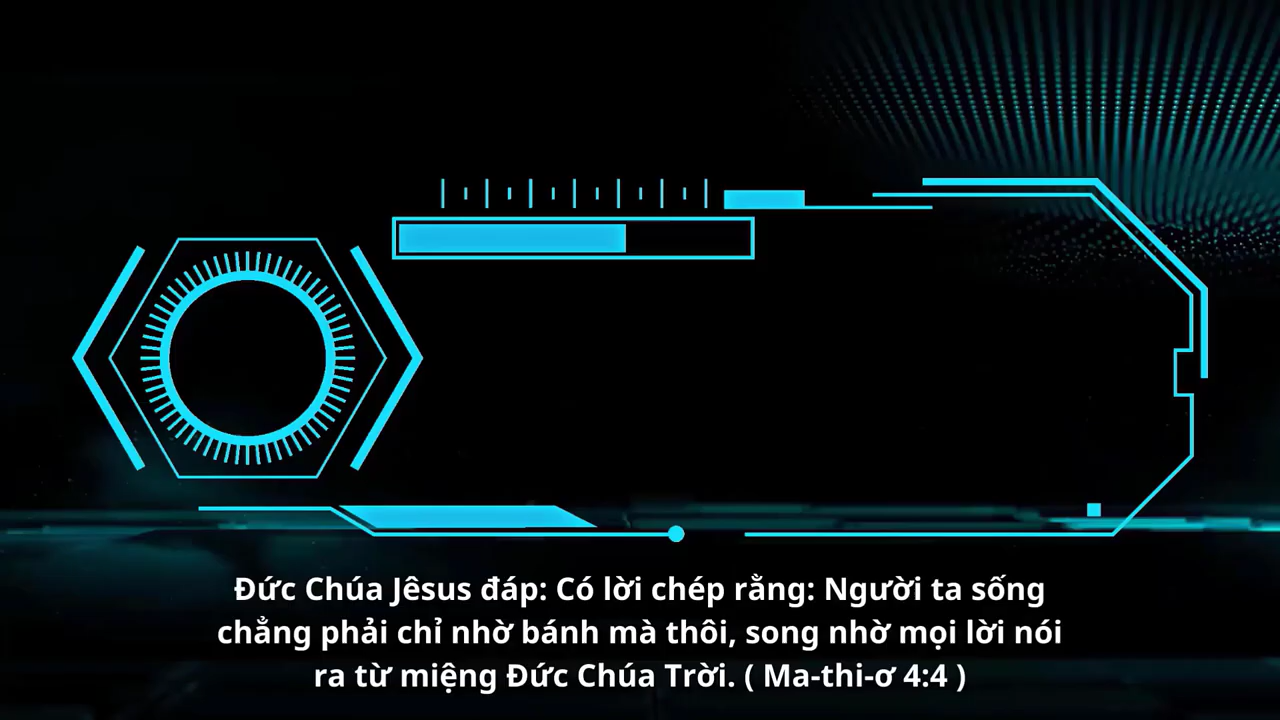 Đức Chúa Jêsus đáp: Có lời chép rằng: Người ta sống
chẳng phải chỉ nhờ bánh mà thôi, song nhờ mọi lời nói
ra từ miệng Đức Chúa Trời. ( Ma-thi-ơ 4:4 )